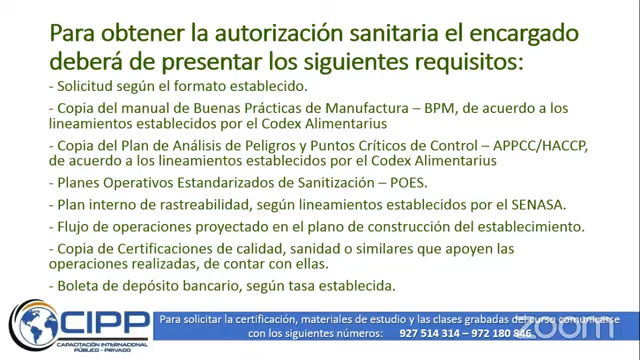 Para obtener la autorización sanitaria el encargado
deberá de presentar los siguientes requisitos:
- Solicitud según el formato establecido.
- Copia del manual de Buenas Prácticas de Manufactura – BPM, de acuerdo a los
lineamientos establecidos por el Codex Alimentarius
- Copia del Plan de Análisis de Peligros y Puntos Críticos de Control – APPCC/HACCP,
de acuerdo a los lineamientos establecidos por el Codex Alimentarius
- Planes Operativos Estandarizados de Sanitización – POES.
- Plan interno de rastreabilidad, según lineamientos establecidos por el SENASA.
- Flujo de operaciones proyectado en el plano de construcción del establecimiento.
- Copia de Certificaciones de calidad, sanidad o similares que apoyen las
operaciones realizadas, de contar con ellas.
- Boleta de depósito bancario, según tasa establecida.
CIPP
CAPACITACIÓN INTERNACIONAL
PÚBLICO - PRIVADO
Para solicitar la certificación, materiales de estudio y las clases grabadas del curso comunicarse
con los siguientes números: 927 514 314 – 972 180 846
zoom